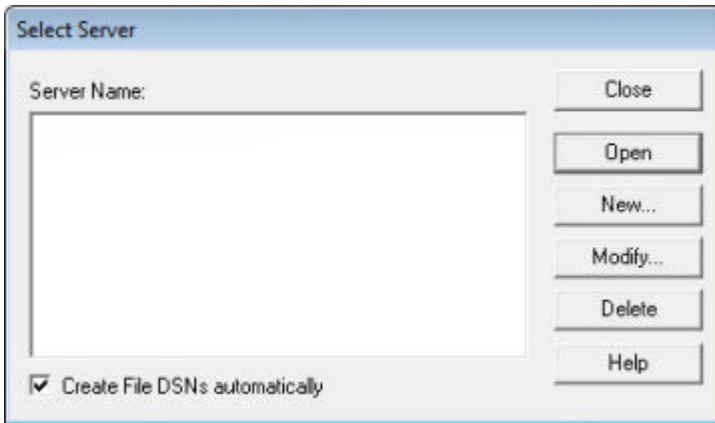 Select Server
Server Name:
Close
Open
New...
Modify...
Delete
Help
Create File DSNs automatically